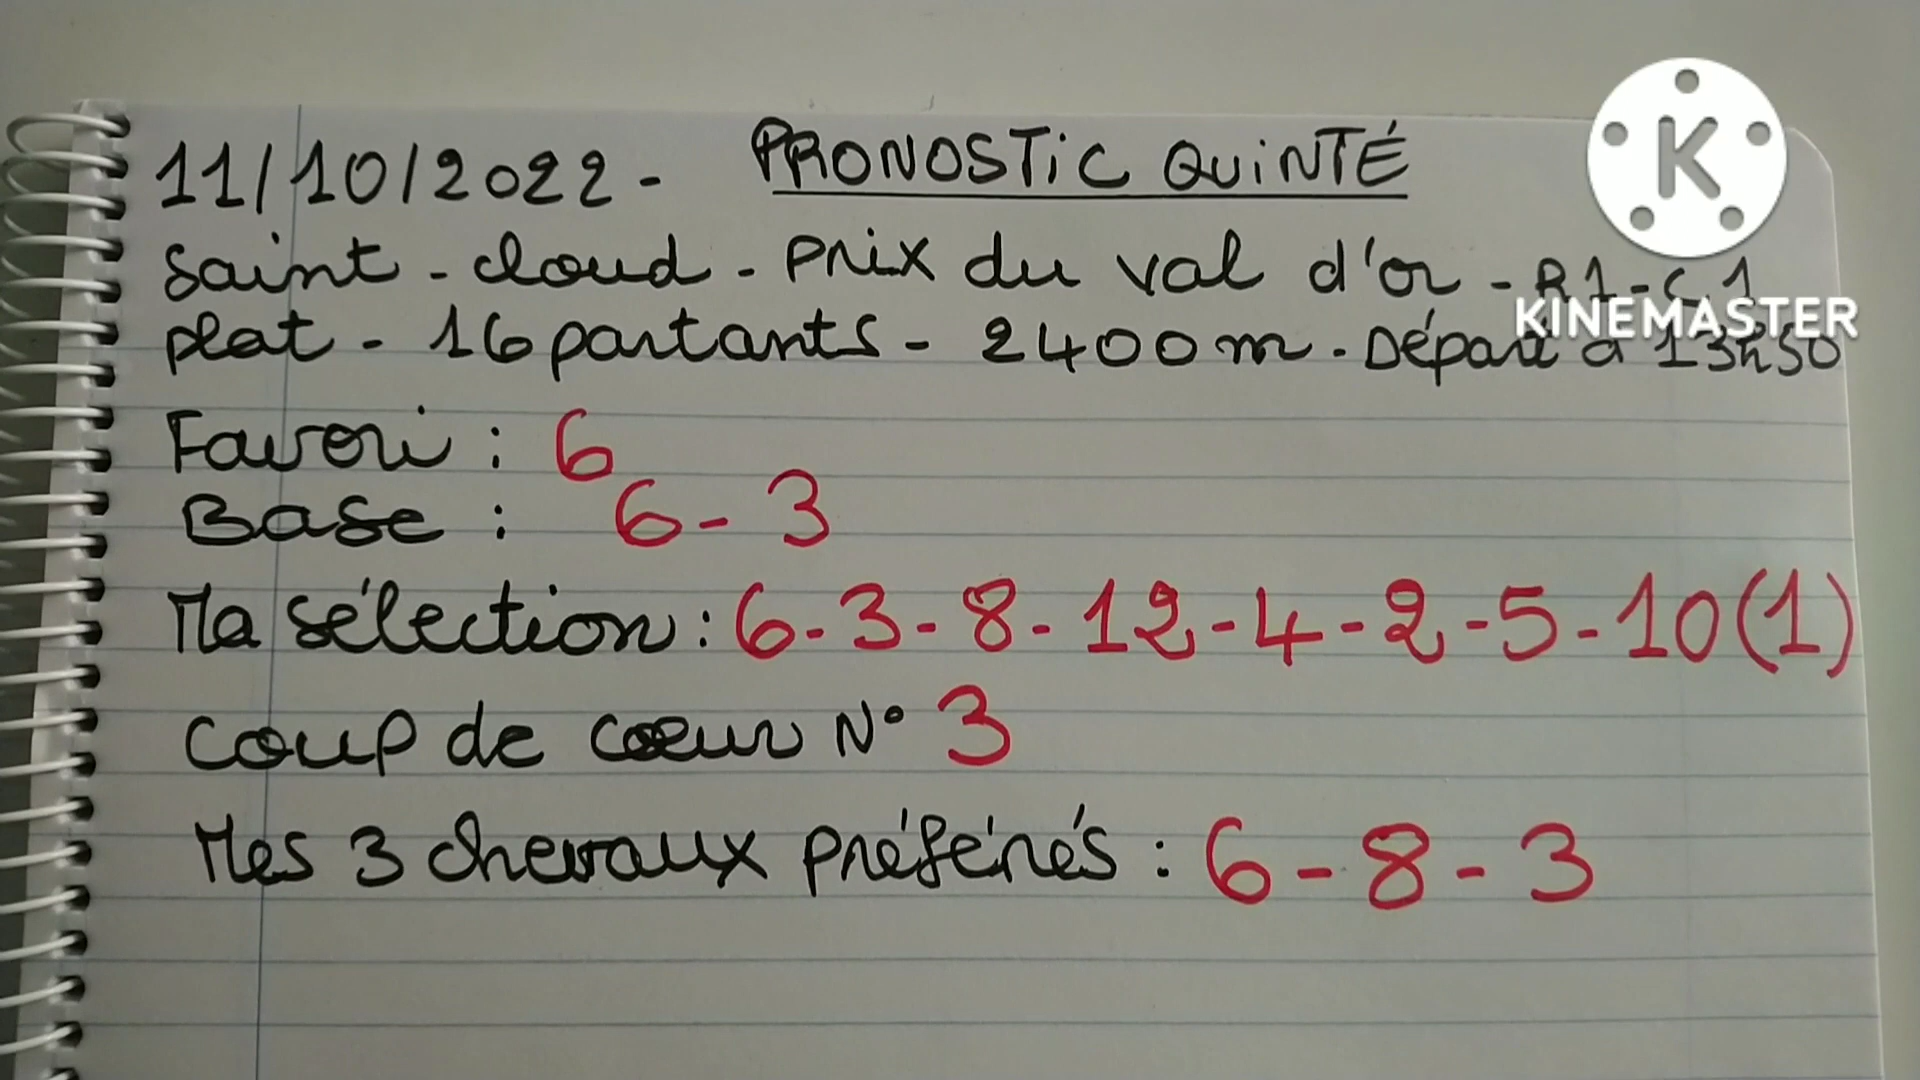 11/10/2022 - PRONOSTIC QUINTÉ
Saint-cloud - Prix du val d'or - R1-C1
plat - 16 partants - 2400m - Départ à 13h50
Favori : 6
Base : 6 - 3
Ma sélection : 6 - 3 - 8 - 12 - 4 - 2 - 5 - 10 (1)
coup de cœur N° 3
Mes 3 chevaux préférés : 6 - 8 - 3
K
KINEMASTER